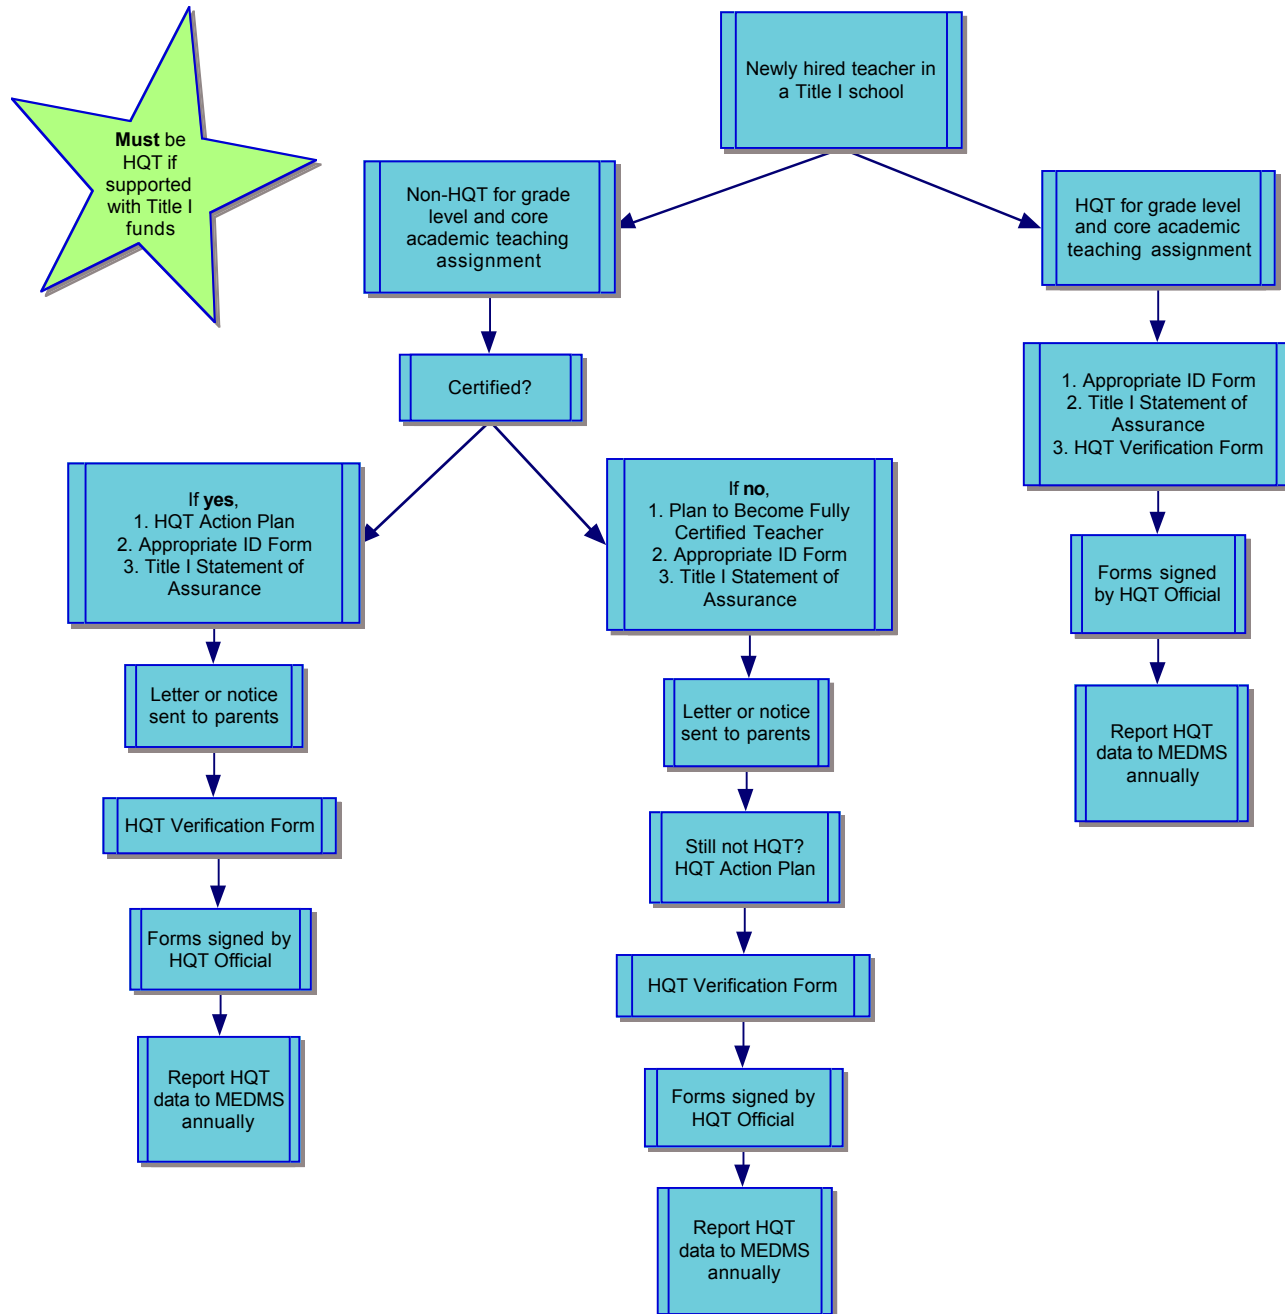 Must be
HQT if
supported
with Title I
funds
Newly hired teacher in
a Title I school
Non-HQT for grade
level and core
academic teaching
assignment
HQT for grade level
and core academic
teaching assignment
Certified?
1. Appropriate ID Form
2. Title I Statement of
Assurance
3. HQT Verification Form
If yes,
1. HQT Action Plan
2. Appropriate ID Form
3. Title I Statement of
Assurance
If no,
1. Plan to Become Fully
Certified Teacher
2. Appropriate ID Form
3. Title I Statement of
Assurance
Forms signed
by HQT Official
Letter or notice
sent to parents
Letter or notice
sent to parents
Report HQT
data to MEDMS
annually
HQT Verification Form
Still not HQT?
HQT Action Plan
Forms signed by
HQT Official
HQT Verification Form
Report HQT
data to MEDMS
annually
Forms signed by
HQT Official
Report HQT
data to MEDMS
annually